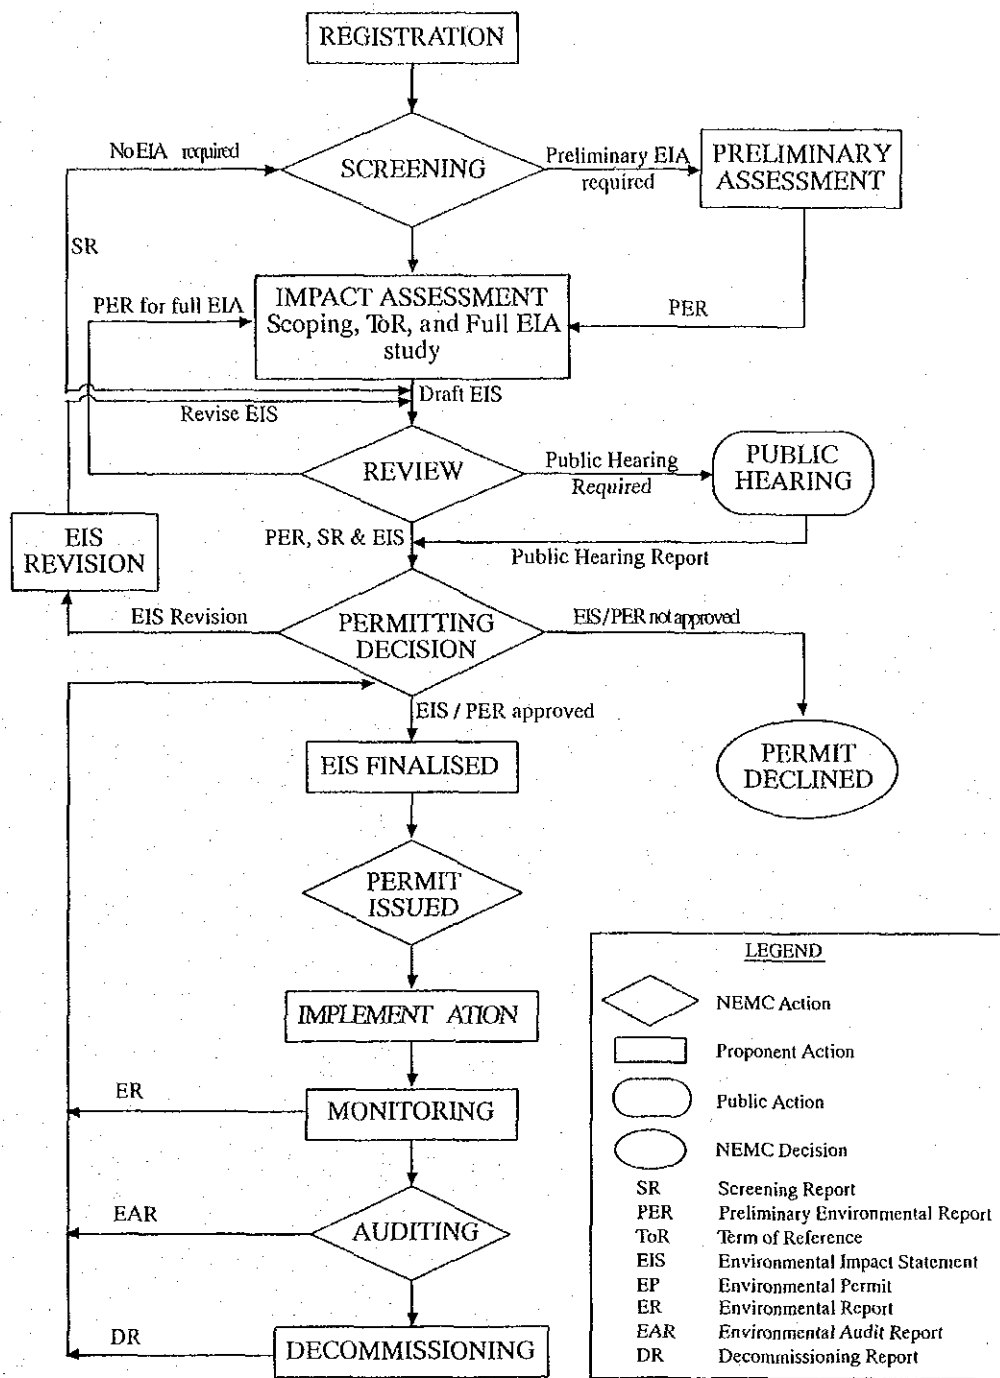 REGISTRATION
No EIA required
SCREENING
Preliminary EIA
required
PRELIMINARY
ASSESSMENT
SR
PER for full EIA
IMPACT ASSESSMENT
Scoping, ToR, and Full EIA
study
PER
Draft EIS
Revise EIS
REVIEW
Public Hearing
Required
PUBLIC
HEARING
EIS
REVISION
PER, SR & EIS
Public Hearing Report
EIS Revision
PERMITTING
DECISION
EIS/PER not approved
EIS / PER approved
EIS FINALISED
PERMIT
DECLINED
PERMIT
ISSUED
IMPLEMENT ATION
ER
MONITORING
EAR
AUDITING
DR
DECOMMISSIONING
LEGEND
NEMC Action
Proponent Action
Public Action
NEMC Decision
SR Screening Report
PER Preliminary Environmental Report
ToR Term of Reference
EIS Environmental Impact Statement
EP Environmental Permit
ER Environmental Report
EAR Environmental Audit Report
DR Decommissioning Report